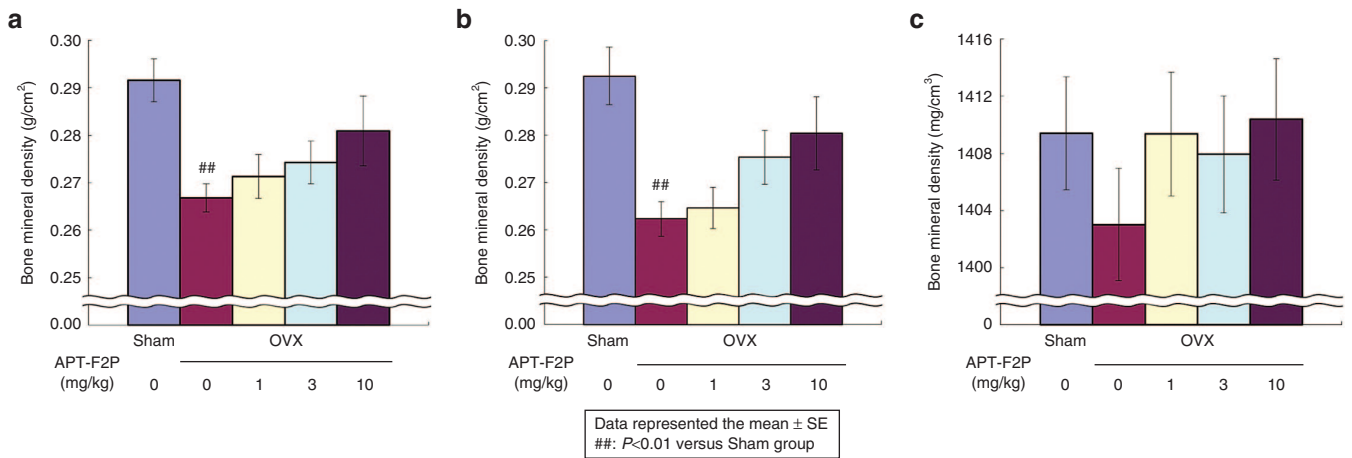 a
Bone mineral density (g/cm²)
0.30
0.29
0.28
0.27
0.26
0.25
0.00
##
Sham
OVX
APT-F2P
(mg/kg)
0
0
1
3
10
b
Bone mineral density (g/cm²)
0.30
0.29
0.28
0.27
0.26
0.25
0.00
##
Sham
OVX
APT-F2P
(mg/kg)
0
0
1
3
10
c
Bone mineral density (mg/cm³)
1416
1412
1408
1404
1400
0
Sham
OVX
APT-F2P
(mg/kg)
0
0
1
3
10
Data represented the mean ± SE
##: P<0.01 versus Sham group